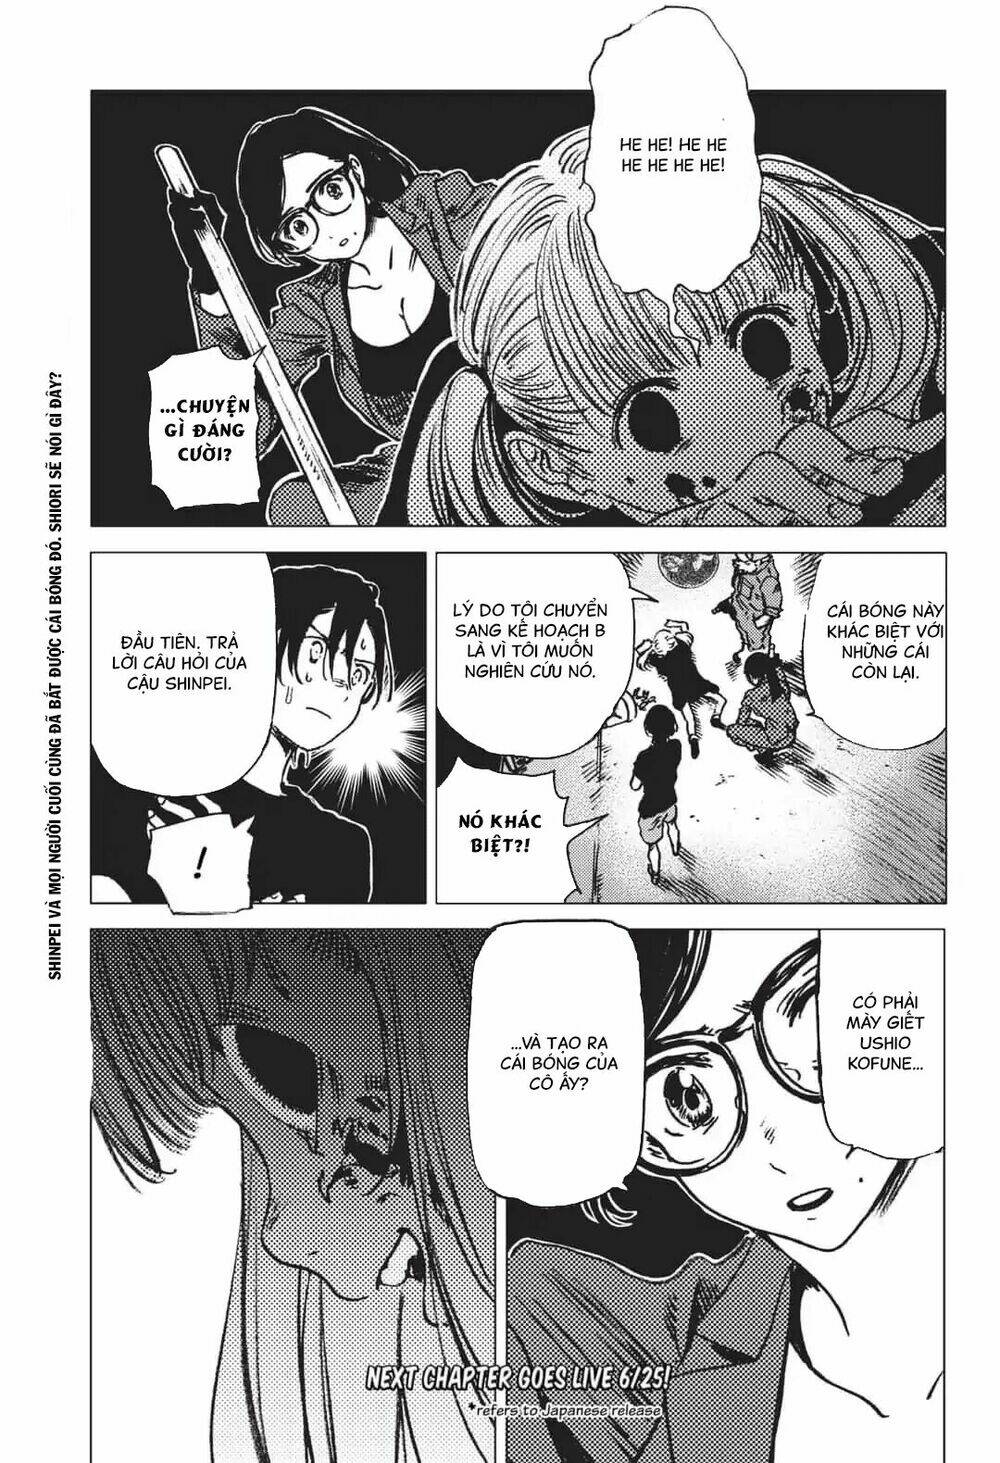 HE HE! HE HE
HE HE HE HE!
...CHUYỆN
GÌ ĐÁNG
CƯỜI?
SHINPEI VÀ MỌI NGƯỜI CUỐI CÙNG ĐÃ BẮT ĐƯỢC CÁI BÓNG ĐÓ. SHIORI SẼ NÓI GÌ ĐÂY?
ĐẦU TIÊN. TRẢ
LỜI CÂU HỎI CỦA
CẬU SHINPEI.
!
LÝ DO TÔI CHUYỂN
SANG KẾ HOẠCH B
LÀ VÌ TÔI MUỐN
NGHIÊN CỨU NÓ.
CÁI BÓNG NÀY
KHÁC BIỆT VỚI
NHỮNG CÁI
CÒN LẠI.
NÓ KHÁC
BIỆT?!
CÓ PHẢI
MÀY GIẾT
USHIO
KOFUNE...
...VÀ TẠO RA
CÁI BÓNG CỦA
CÔ ẤY?
NEXT CHAPTER GOES LIVE 6/25!
*refers to Japanese release